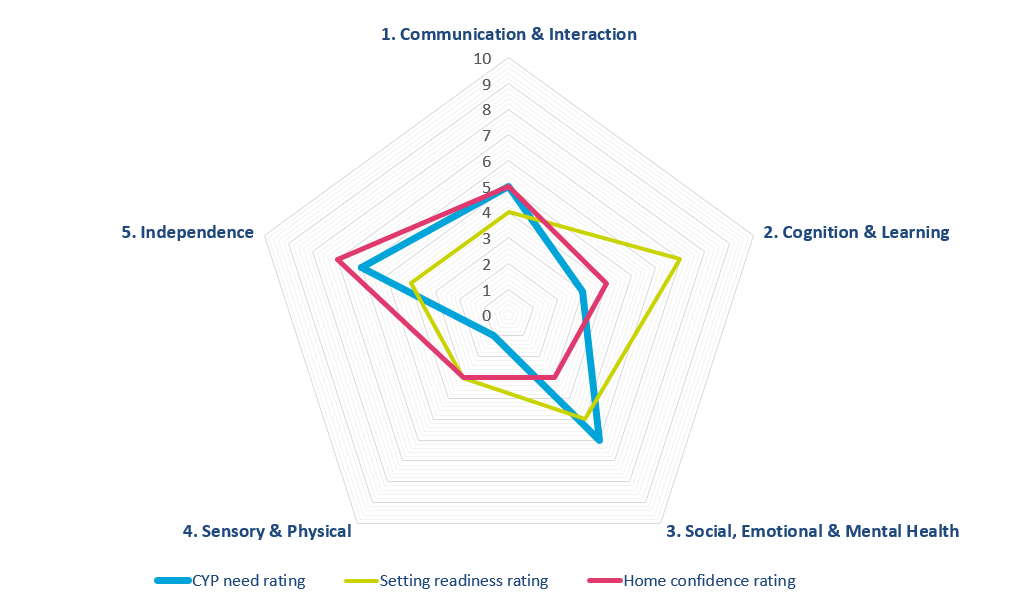 1. Communication & Interaction
10
9
8
7
6
5
4
3
2
1
0
5. Independence
2. Cognition & Learning
4. Sensory & Physical
3. Social, Emotional & Mental Health
CYP need rating
Setting readiness rating
Home confidence rating